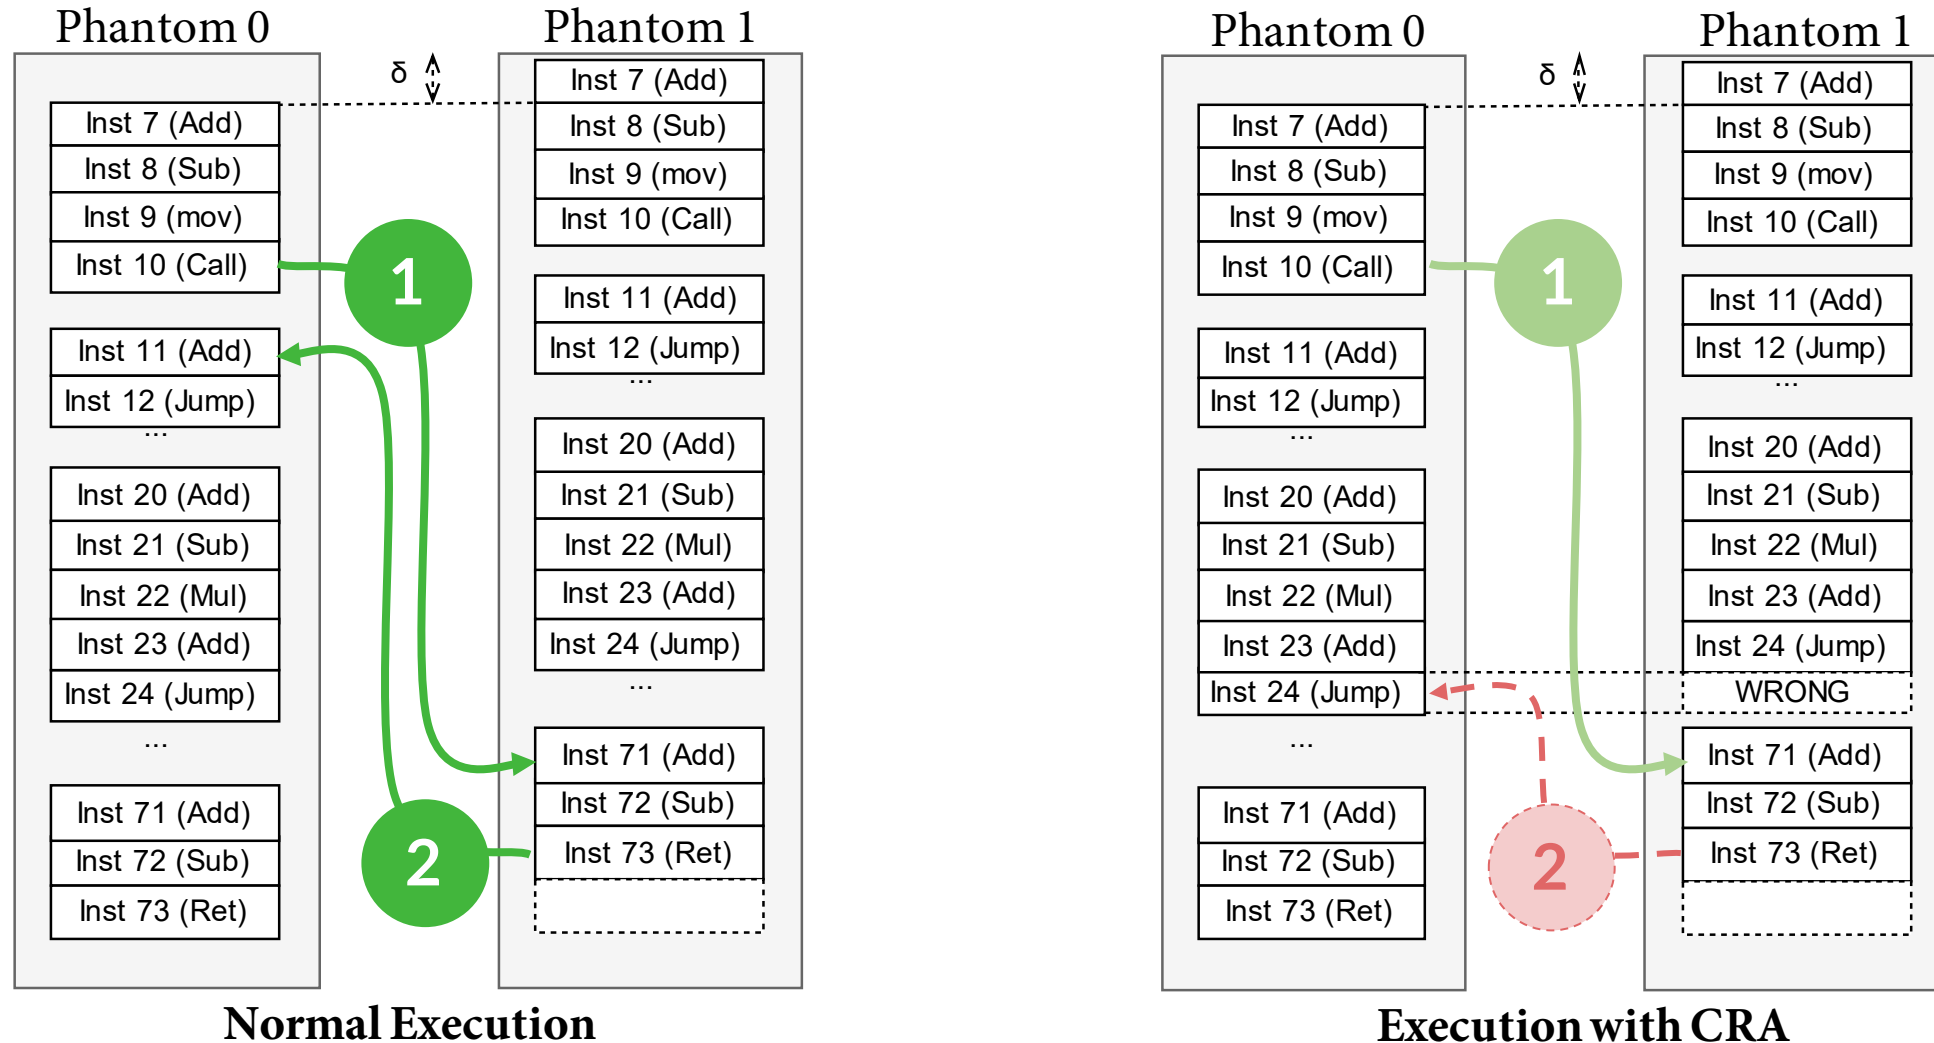 Phantom 0
Phantom 1
δ
Inst 7 (Add)
Inst 8 (Sub)
Inst 9 (mov)
Inst 10 (Call)
Inst 11 (Add)
Inst 12 (Jump)
...
Inst 20 (Add)
Inst 21 (Sub)
Inst 22 (Mul)
Inst 23 (Add)
Inst 24 (Jump)
...
Inst 71 (Add)
Inst 72 (Sub)
Inst 73 (Ret)
1
2
Inst 7 (Add)
Inst 8 (Sub)
Inst 9 (mov)
Inst 10 (Call)
Inst 11 (Add)
Inst 12 (Jump)
...
Inst 20 (Add)
Inst 21 (Sub)
Inst 22 (Mul)
Inst 23 (Add)
Inst 24 (Jump)
...
Inst 71 (Add)
Inst 72 (Sub)
Inst 73 (Ret)
Normal Execution
Phantom 0
Phantom 1
δ
Inst 7 (Add)
Inst 8 (Sub)
Inst 9 (mov)
Inst 10 (Call)
Inst 11 (Add)
Inst 12 (Jump)
...
Inst 20 (Add)
Inst 21 (Sub)
Inst 22 (Mul)
Inst 23 (Add)
Inst 24 (Jump)
...
Inst 71 (Add)
Inst 72 (Sub)
Inst 73 (Ret)
1
2
Inst 7 (Add)
Inst 8 (Sub)
Inst 9 (mov)
Inst 10 (Call)
Inst 11 (Add)
Inst 12 (Jump)
...
Inst 20 (Add)
Inst 21 (Sub)
Inst 22 (Mul)
Inst 23 (Add)
Inst 24 (Jump)
WRONG
Inst 71 (Add)
Inst 72 (Sub)
Inst 73 (Ret)
Execution with CRA